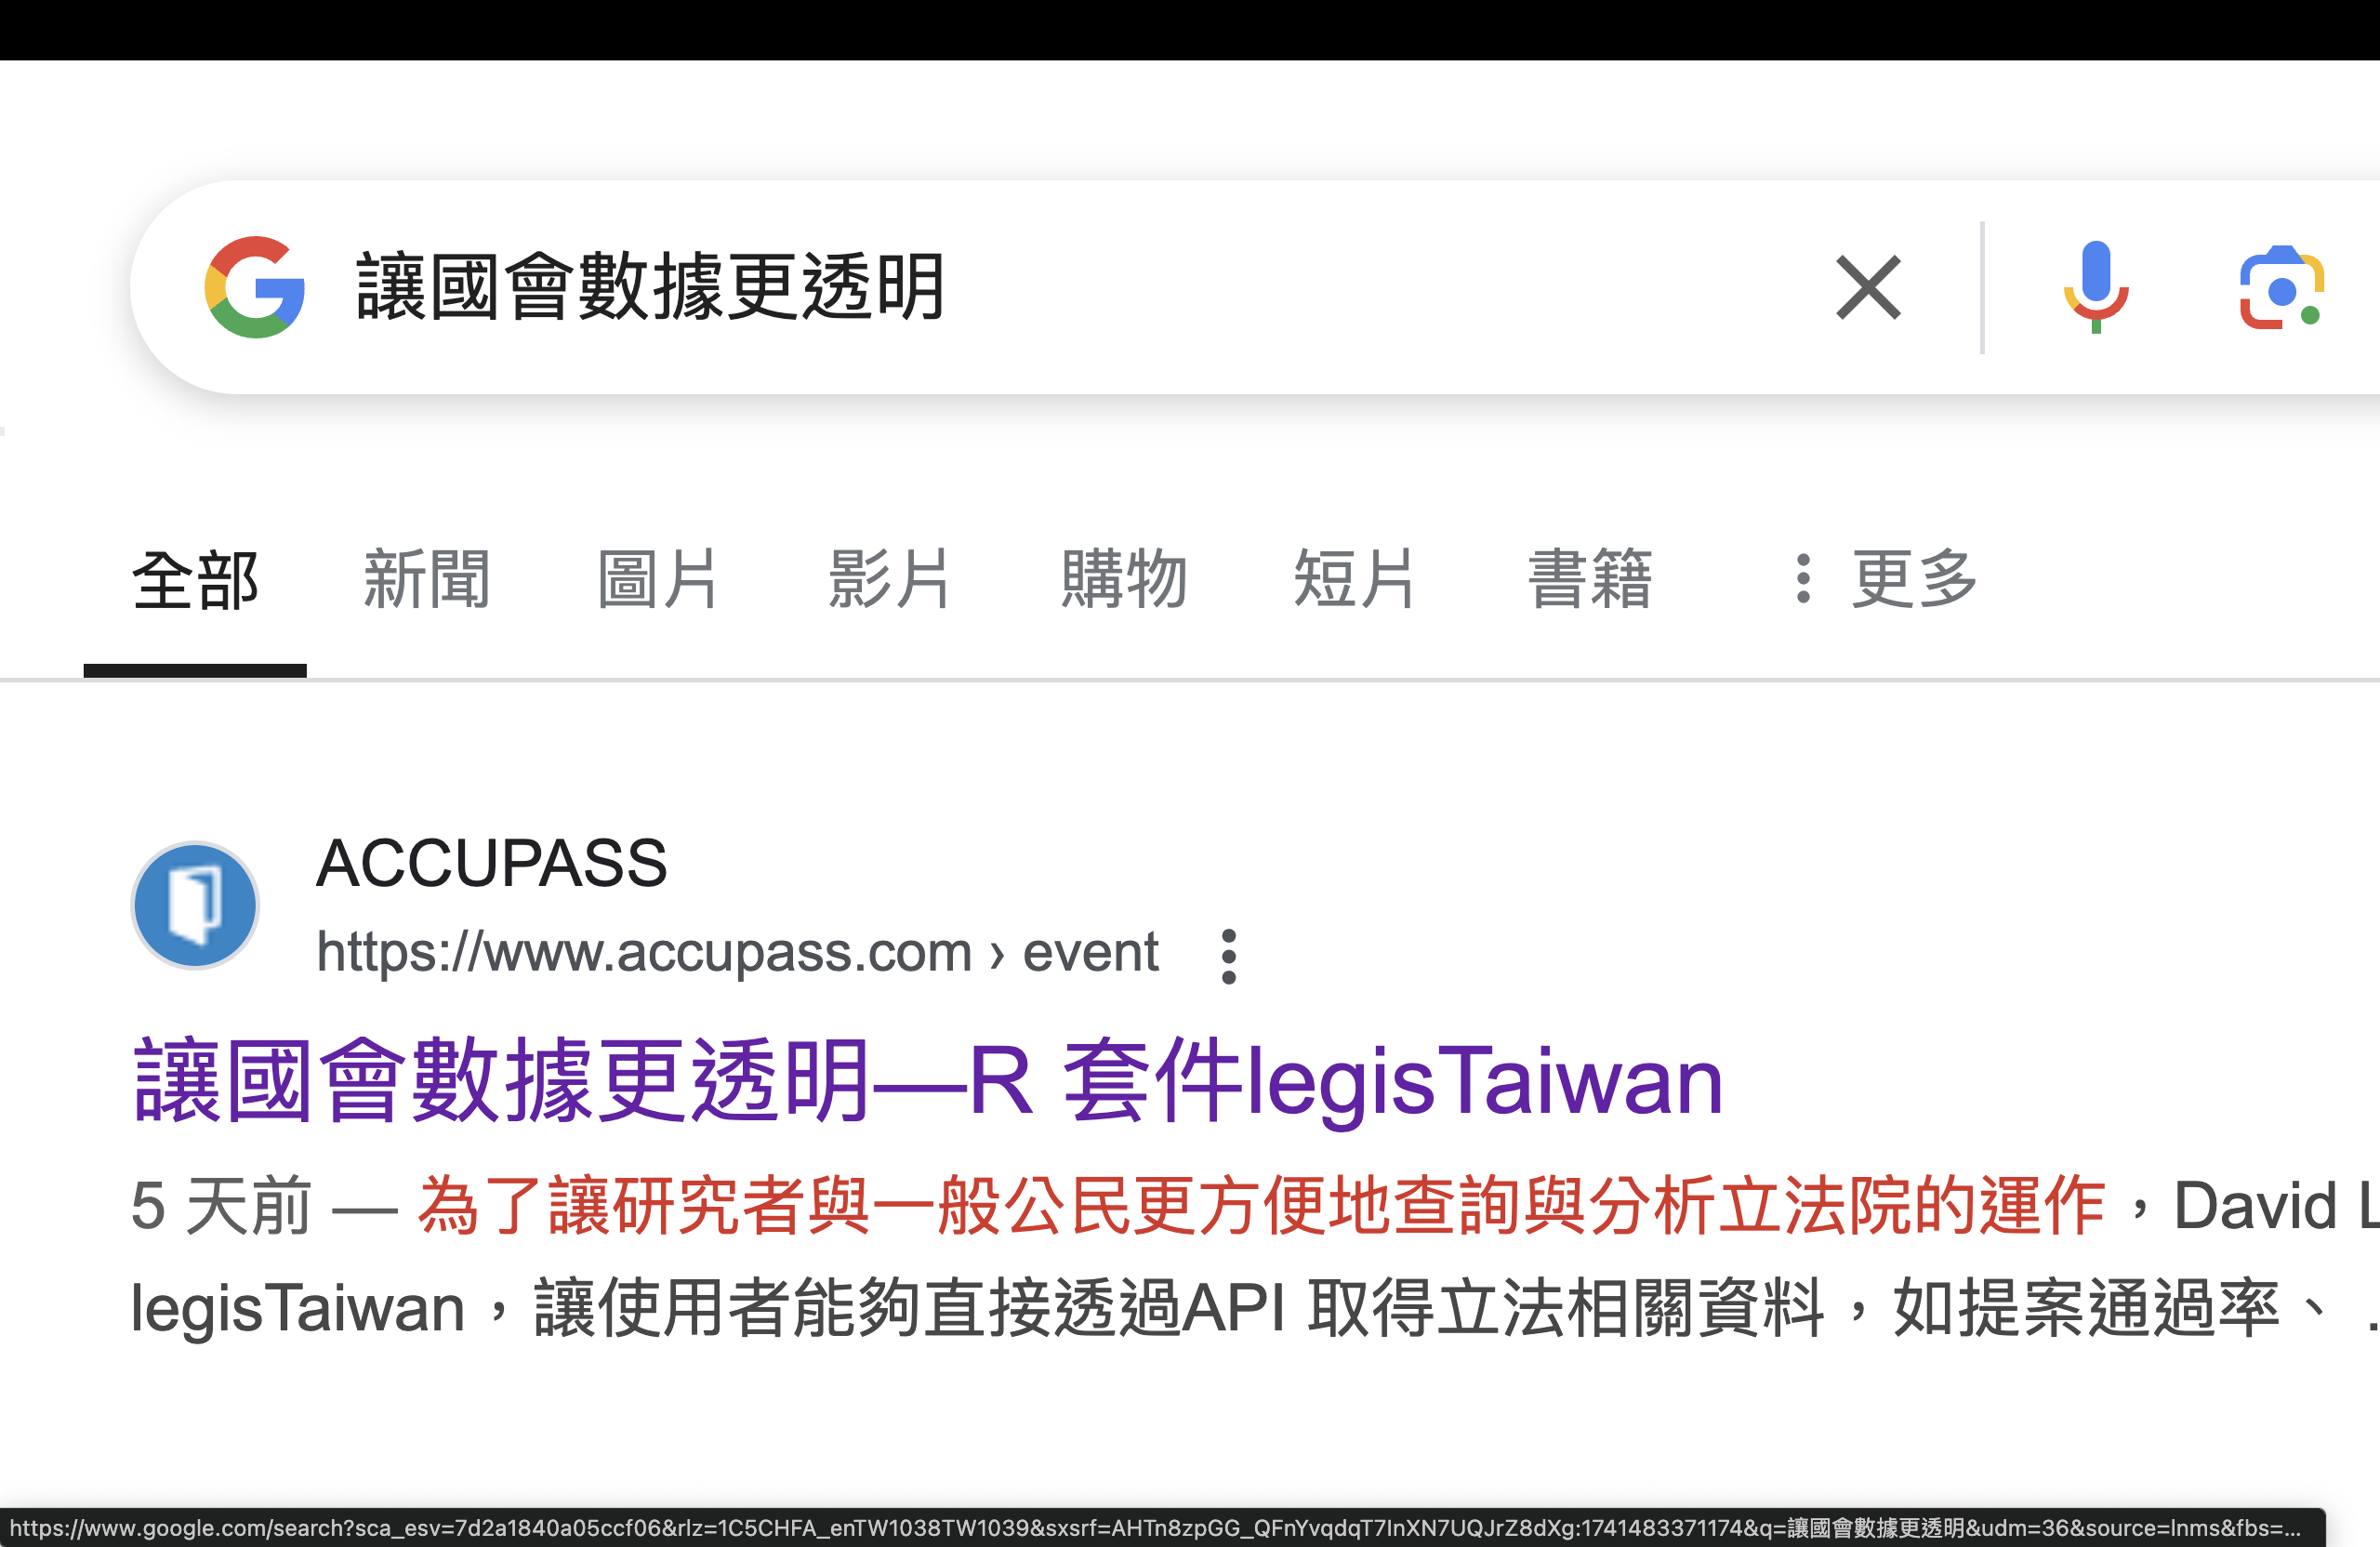 讓國會數據更透明
全部 新聞 圖片 影片 購物 短片 書籍 更多
ACCUPASS
https://www.accupass.com › event
讓國會數據更透明—R 套件legisTaiwan
5 天前 — 為了讓研究者與一般公民更方便地查詢與分析立法院的運作，David L
legisTaiwan，讓使用者能夠直接透過API 取得立法相關資料，如提案通過率、 .
https://www.google.com/search?sca_esv=7d2a1840a05ccf06&rlz=1C5CHFA_enTW1038TW1039&sxsrf=AHTn8zpGG_QFnYvqdqT7InXN7UQJrZ8dXg:1741483371174&q=讓國會數據更透明&udm=36&source=lnms&fbs=...